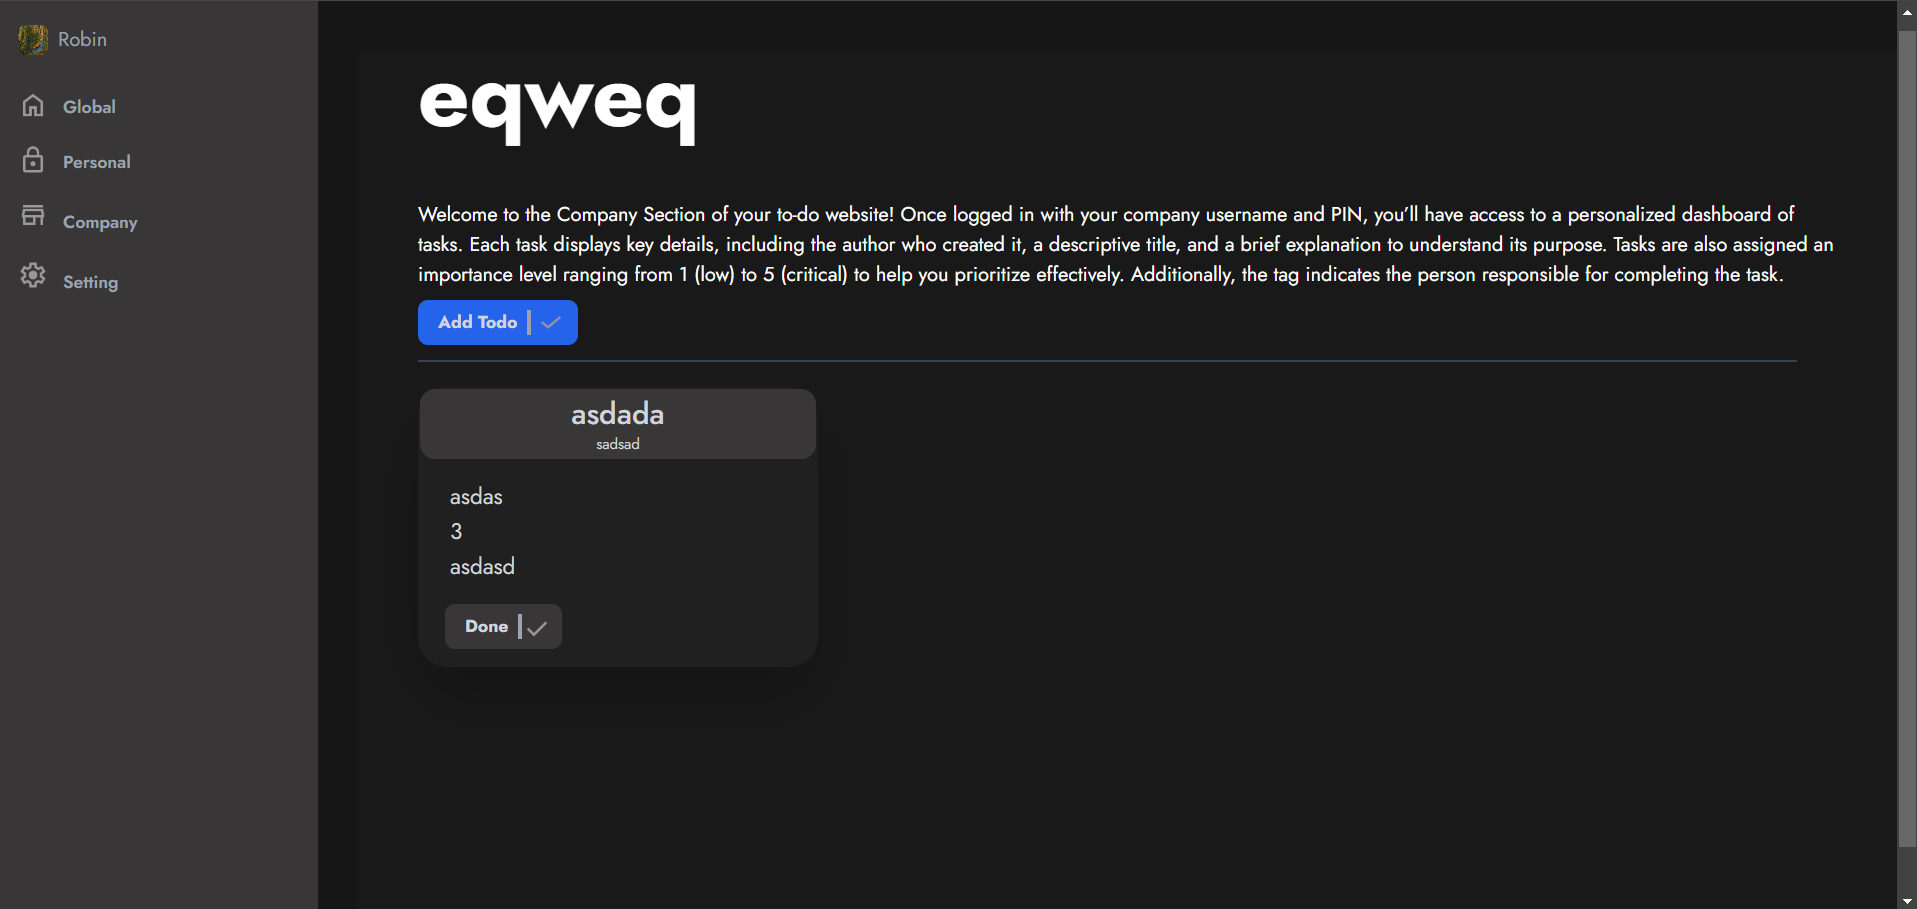 Robin
Global
Personal
Company
Setting
eqweq
Welcome to the Company Section of your to-do website! Once logged in with your company username and PIN, you’ll have access to a personalized dashboard of
tasks. Each task displays key details, including the author who created it, a descriptive title, and a brief explanation to understand its purpose. Tasks are also assigned an
importance level ranging from 1 (low) to 5 (critical) to help you prioritize effectively. Additionally, the tag indicates the person responsible for completing the task.
Add Todo
asdada
sadsad
asdas
3
asdasd
Done